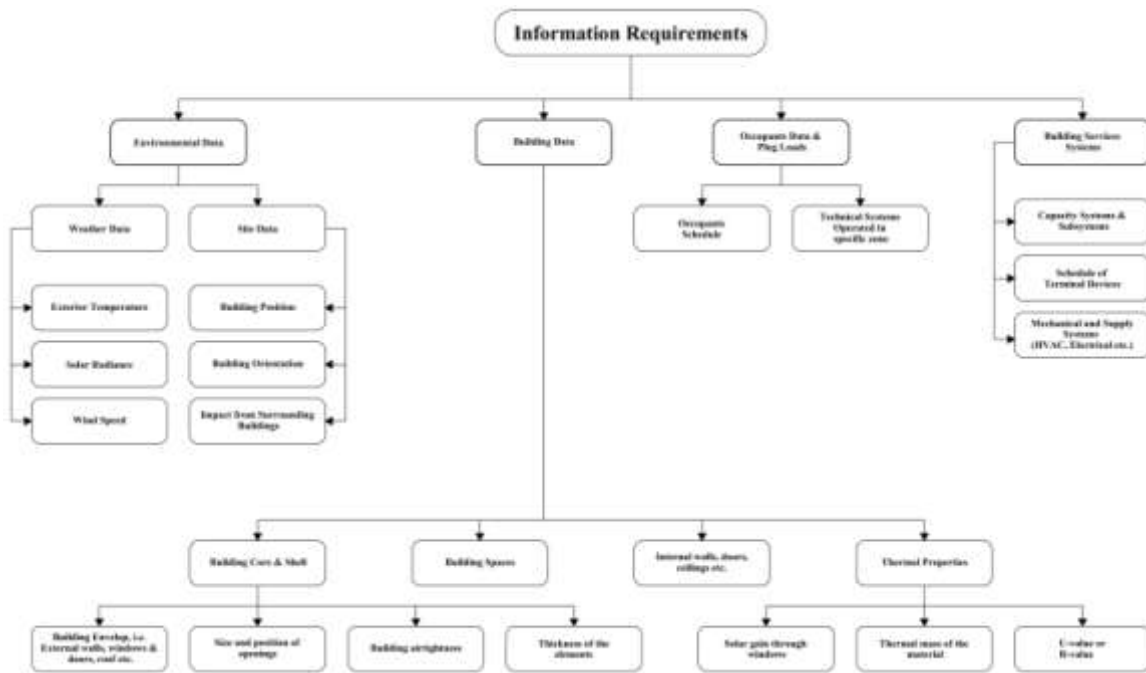 Information Requirements
Environmental Data
Building Data
Occupants Data &
Plug Loads
Building Services
Systems
Weather Data
Site Data
Occupants
Schedule
Technical Systems
Operated in
specific zone
Capacity Systems &
Subsystems
Exterior Temperature
Building Position
Schedule of
Terminal Devices
Solar Radiance
Building Orientation
Mechanical and Supply
Systems
(HVAC, Electrical etc.)
Wind Speed
Impact from Surrounding
Buildings
Building Core & Shell
Building Spaces
Internal walls, doors,
ceilings etc.
Thermal Properties
Building Envelop, i.e.
External walls, windows &
doors, roof etc.
Size and position of
openings
Building airtightness
Thickness of the
elements
Solar gain through
windows
Thermal mass of the
material
U-value or
R-value